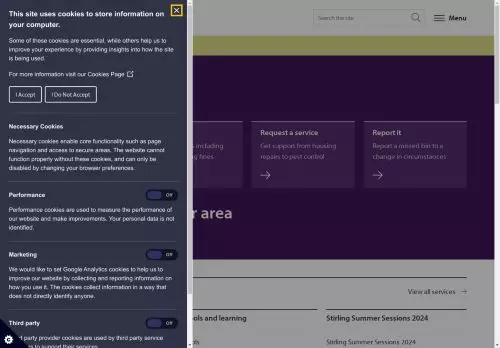 This site uses cookies to store information on
your computer.
Some of these cookies are essential, while others help us to
improve your experience by providing insights into how the site
is being used.
For more information visit our Cookies Page
I Accept
I Do Not Accept
Necessary Cookies
Necessary cookies enable core functionality such as page
navigation and access to secure areas. The website cannot
function properly without these cookies, and can only be
disabled by changing your browser preferences.
Performance
Off
Performance cookies are used to measure the performance of
our website and make improvements. Your personal data is not
identified.
Marketing
Off
We would like to set Google Analytics cookies to help us to
improve our website by collecting and reporting information on
how you use it. The cookies collect information in a way that
does not directly identify anyone.
Third party
Off
party provider cookies are used by third party service
Search the site
Menu
including
fines
Request a service
Get support from housing
repairs to pest control
Report it
Report a missed bin to a
change in circumstances
area
View all services
and learning
Stirling Summer Sessions 2024
Stirling Summer Sessions 2024